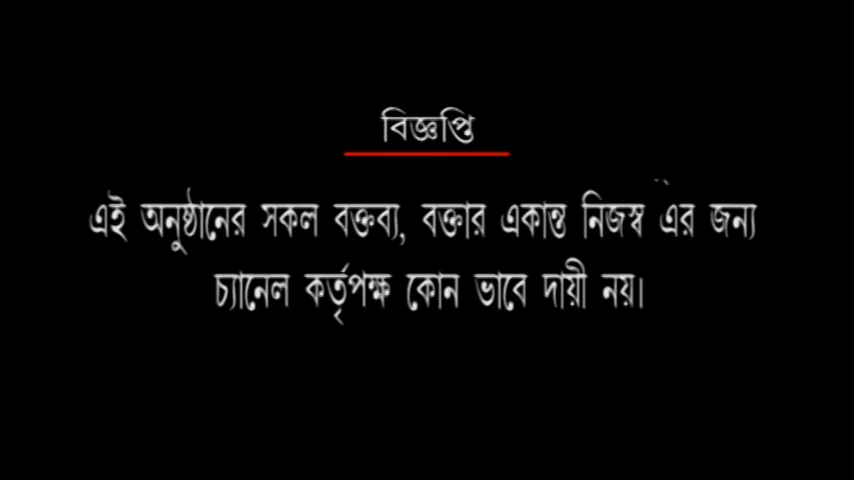 বিজ্ঞপ্তি
এই অনুষ্ঠানের সকল বক্তব্য, বক্তার একান্ত নিজস্ব এর জন্য
চ্যানেল কর্তৃপক্ষ কোন ভাবে দায়ী নয়।